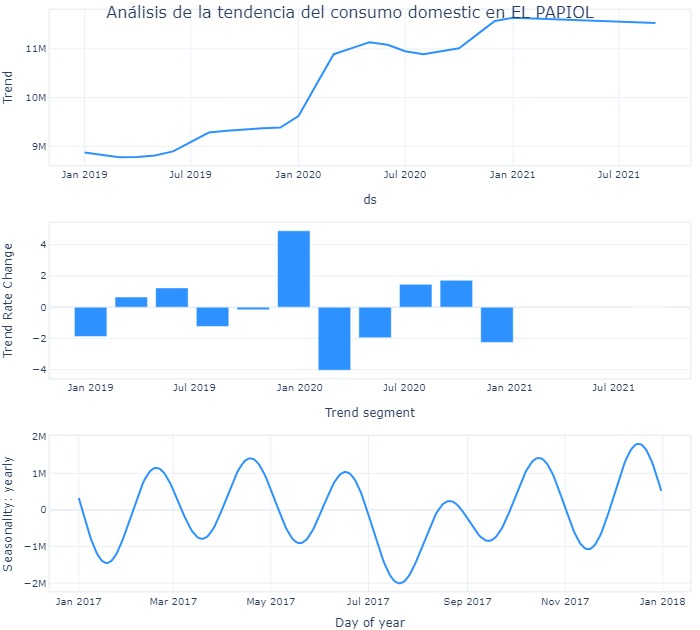 Análisis de la tendencia del consumo domestic en EL PAPIOL
Trend
11M
10M
9M
Jan 2019 Jul 2019 Jan 2020 Jul 2020 Jan 2021 Jul 2021
ds
Trend Rate Change
4
2
0
−2
−4
Jan 2019 Jul 2019 Jan 2020 Jul 2020 Jan 2021 Jul 2021
Trend segment
Seasonality: yearly
2M
1M
0
−1M
−2M
Jan 2017 Mar 2017 May 2017 Jul 2017 Sep 2017 Nov 2017 Jan 2018
Day of year